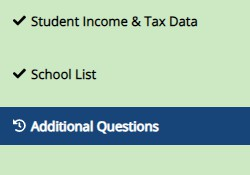 Student Income & Tax Data
School List
Additional Questions